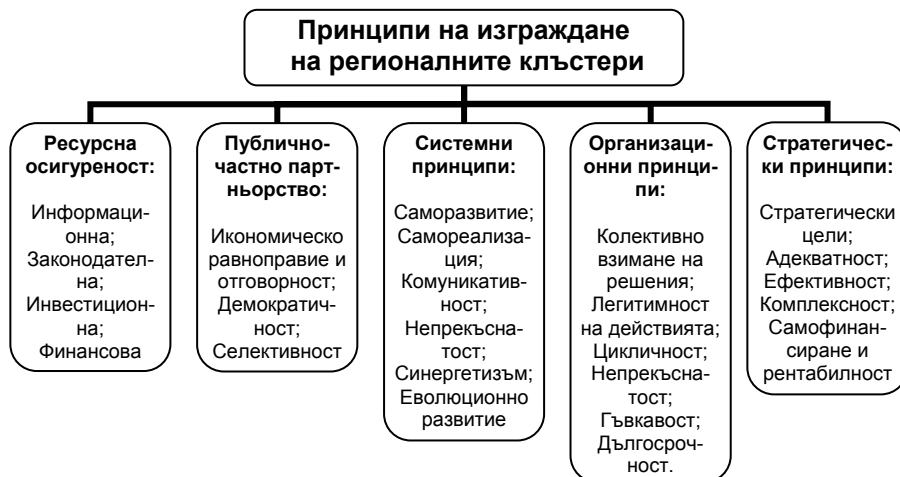 Принципи на изграждане
на регионалните клъстери
Ресурсна
осигуреност:
Информаци-
онна;
Законодател-
на;
Инвестицион-
на;
Финансова
Публично-
частно парт-
ньорство:
Икономическо
равноправие и
отговорност;
Демократич-
ност;
Селективност
Системни
принципи:
Саморазвитие;
Самореализа-
ция;
Комуникатив-
ност;
Непрекъсна-
тост;
Синергетизъм;
Еволюционно
развитие
Организаци-
онни принци-
пи:
Колективно
взимане на
решения;
Легитимност
на действията;
Цикличност;
Непрекъсна-
тост;
Гъвкавост;
Дългосроч-
ност.
Стратегичес-
ки принципи:
Стратегически
цели;
Адекватност;
Ефективност;
Комплексност;
Самофинан-
сиране и
рентабилност